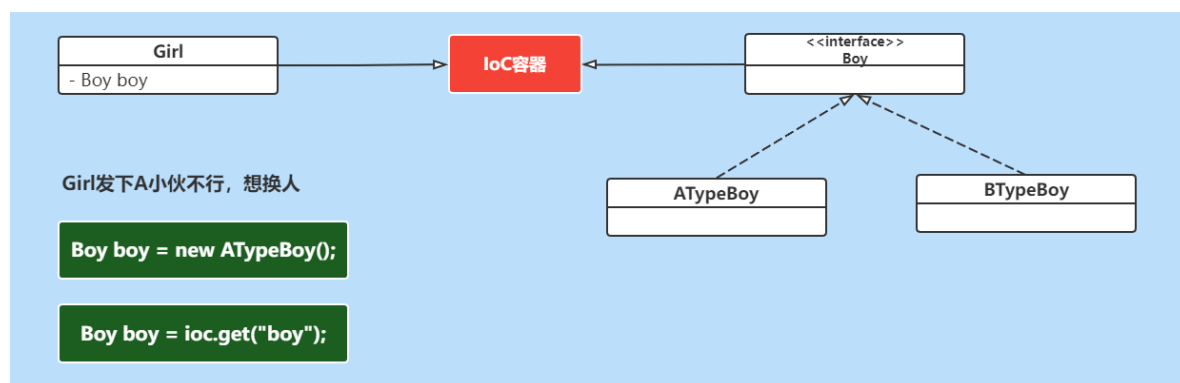 Girl
- Boy boy
IoC容器
<<interface>>
Boy
ATypeBoy
BTypeBoy
Girl发下A小伙不行，想换人
Boy boy = new ATypeBoy();
Boy boy = ioc.get("boy");